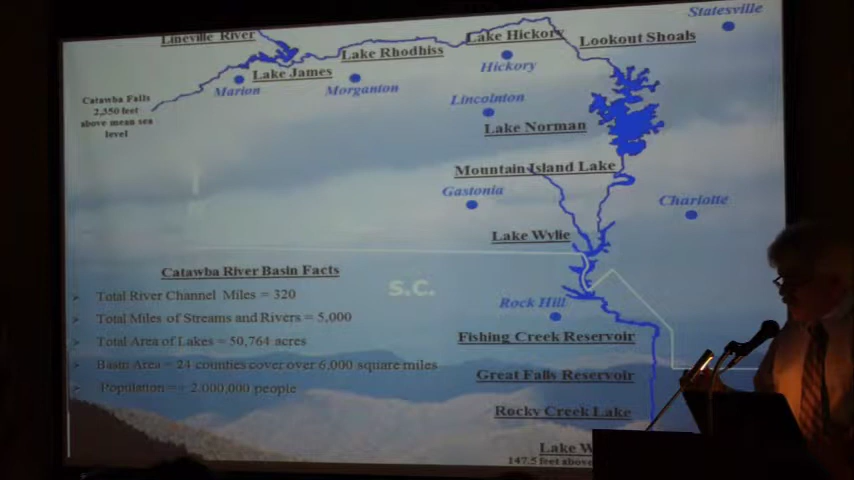 Statesville
Lineville River
Lake Hickory
Lookout Shoals
Lake Rhodhiss
Lake James
Hickory
Marion
Morganton
Catawba Falls
2,350 feet
above mean sea
level
Lincolnton
Lake Norman
Mountain Island Lake
Gastonia
Charlotte
Lake Wylie
Catawba River Basin Facts
Total River Channel Miles = 320
Total Miles of Streams and Rivers = 5,000
Total Area of Lakes = 50,764 acres
Basin Area = 24 counties cover over 6,000 square miles
Population = + 2,000,000 people
S.C.
Rock Hill
Fishing Creek Reservoir
Great Falls Reservoir
Rocky Creek Lake
Lake W
147.5 feet above